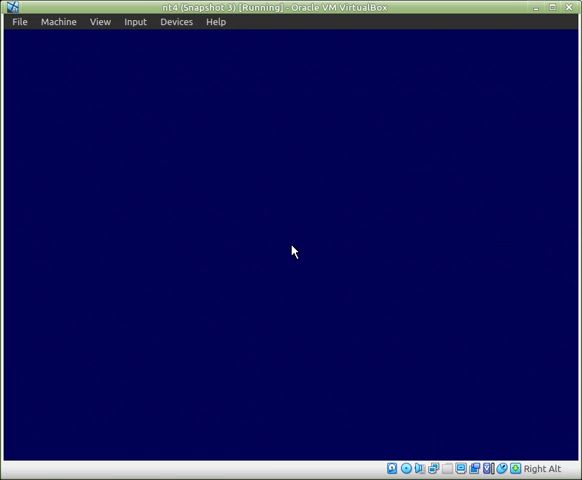 nt4 (Snapshot 3) [Running] - Oracle VM VirtualBox
File Machine View Input Devices Help
Right Alt